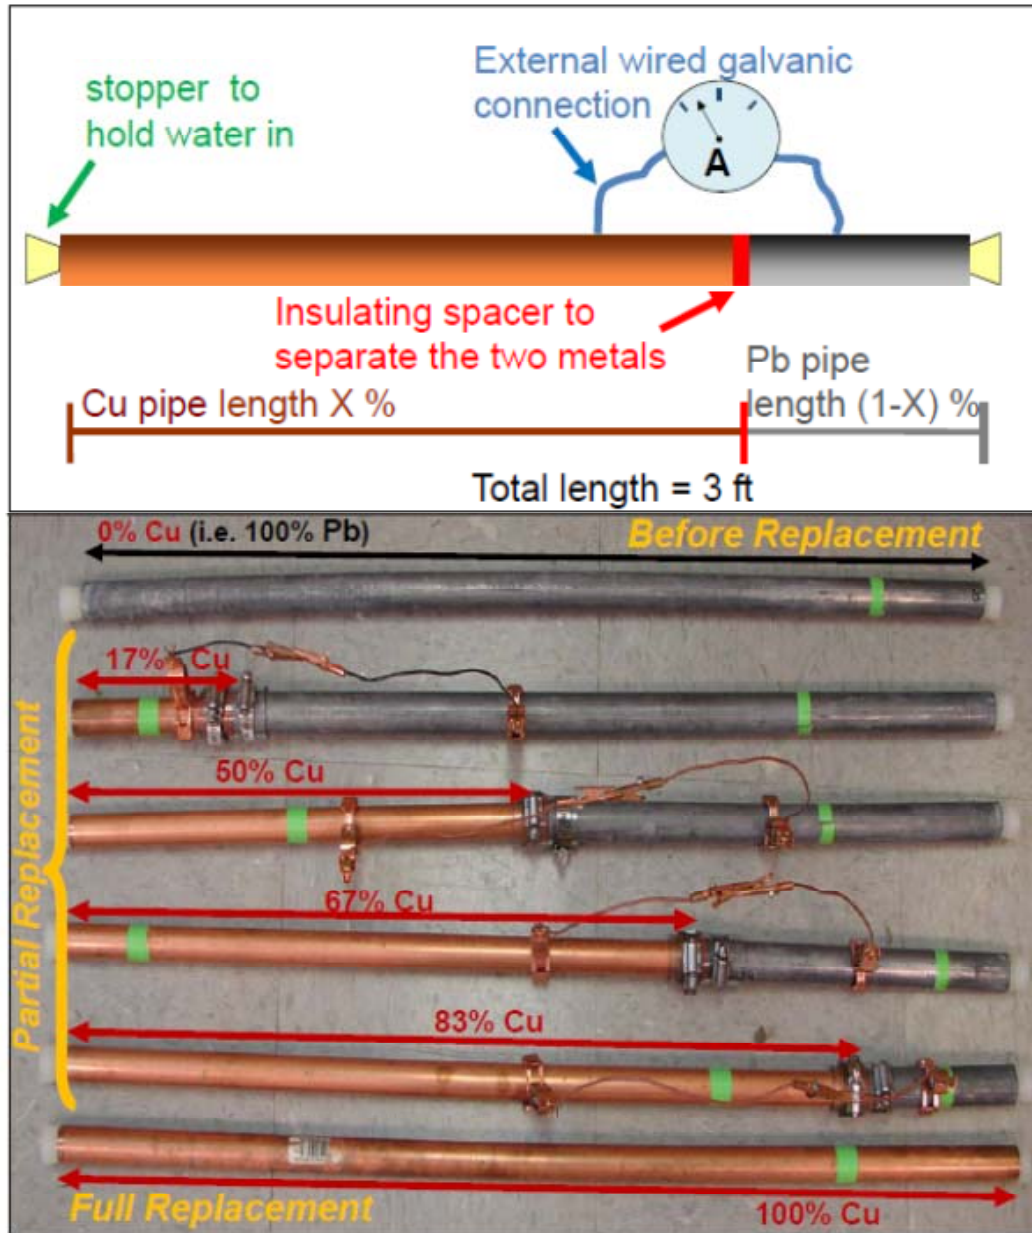 External wired galvanic
connection
stopper to
hold water in
A
Insulating spacer to
separate the two metals
Pb pipe
length (1-X) %
Cu pipe length X %
Total length = 3 ft
0% Cu (i.e. 100% Pb)
Before Replacement
17% Cu
50% Cu
67% Cu
83% Cu
Partial Replacement
Full Replacement
100% Cu